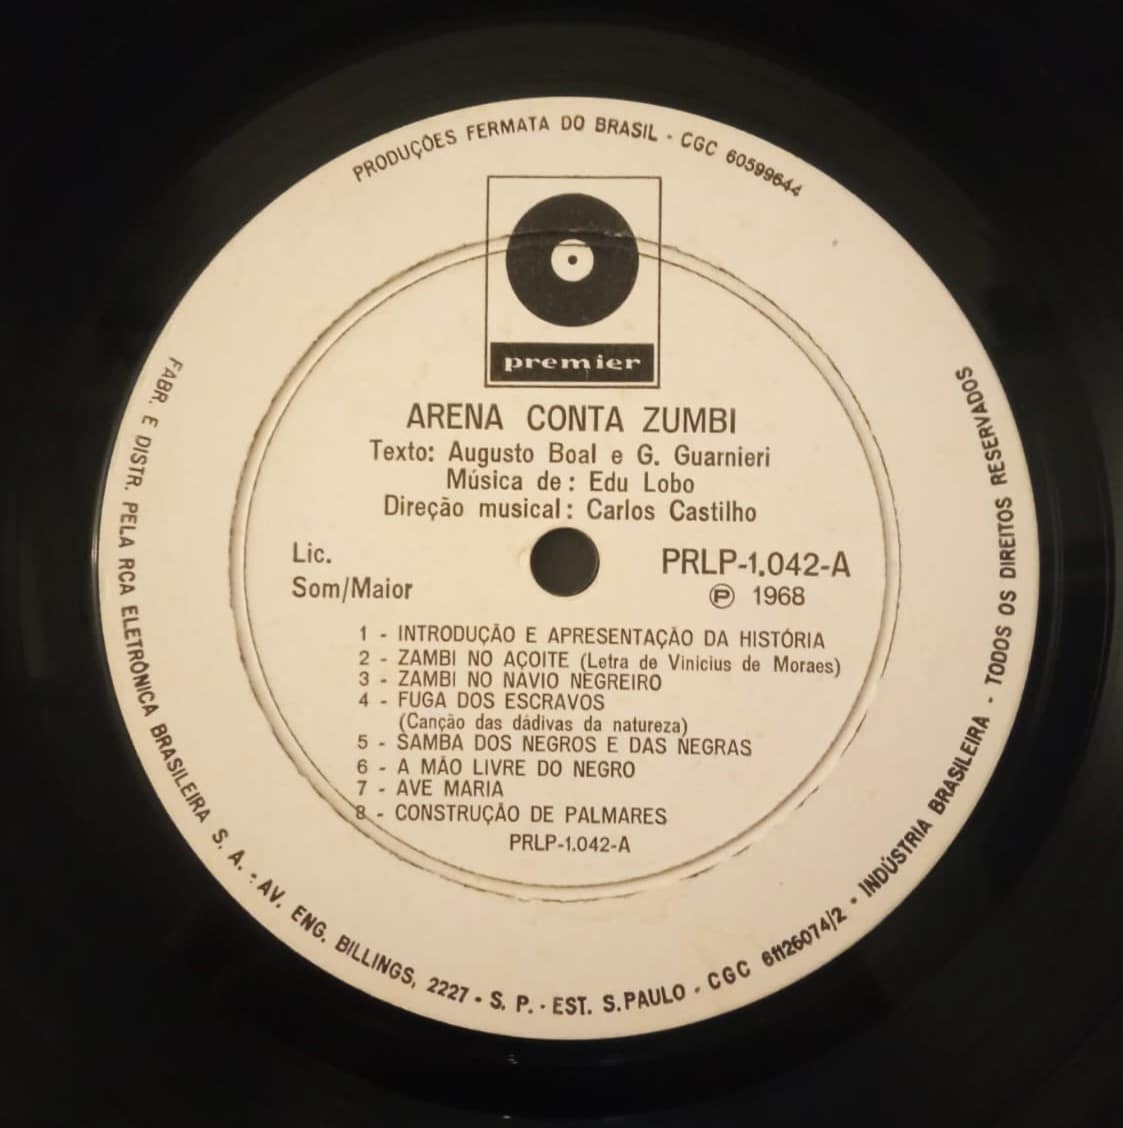 PRODUÇÕES FERMATA DO BRASIL - CGC 60599644
premier
ARENA CONTA ZUMBI
Texto: Augusto Boal e G. Guarnieri
Música de: Edu Lobo
Direção musical: Carlos Castilho
Lic.
Som/Maior
PRLP-1.042-A
℗ 1968
1 - INTRODUÇÃO E APRESENTAÇÃO DA HISTÓRIA
2 - ZAMBI NO AÇOITE (Letra de Vinicius de Moraes)
3 - ZAMBI NO NAVIO NEGREIRO
4 - FUGA DOS ESCRAVOS
(Canção das dádivas da natureza)
5 - SAMBA DOS NEGROS E DAS NEGRAS
6 - A MÃO LIVRE DO NEGRO
7 - AVE MARIA
8 - CONSTRUÇÃO DE PALMARES
PRLP-1.042-A
FABR. E DISTR. PELA RCA ELETRÔNICA BRASILEIRA S. A. - AV. ENG. BILLINGS, 2227 - S. P. - EST. S. PAULO - CGC 61126074/2 - INDÚSTRIA BRASILEIRA - TODOS OS DIREITOS RESERVADOS